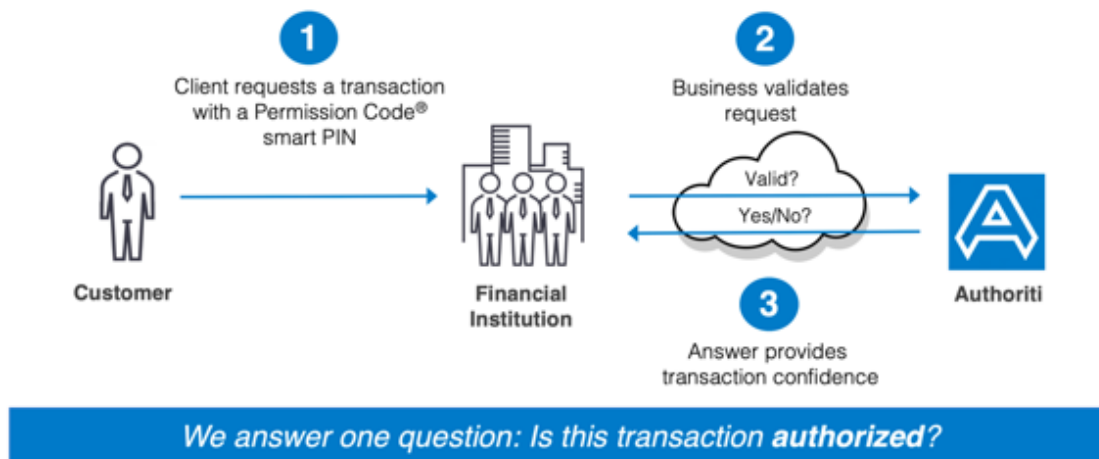 1
Client requests a transaction
with a Permission Code®
smart PIN
2
Business validates
request
Valid?
Yes/No?
Customer
Financial
Institution
Authoriti
3
Answer provides
transaction confidence
We answer one question: Is this transaction authorized?